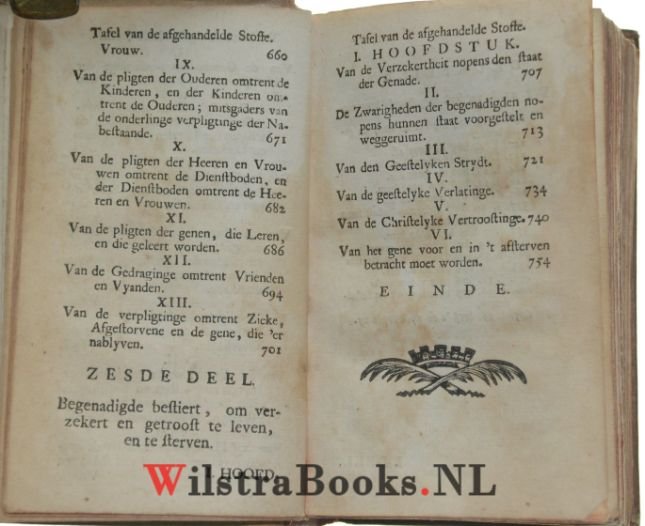 Tafel van de afgehandelde Stoffe.
Vrouw. 660
IX.
Van de pligten der Ouderen omtrent de
Kinderen, en der Kinderen om-
trent de Ouderen; mitsgaders van
de onderlinge verpligtinge der Na-
bestaande. 671
X.
Van de pligten der Heeren en Vrou-
wen omtrent de Dienstboden, en
der Dienstboden omtrent de Hee-
ren en Vrouwen. 682
XI.
Van de pligten der genen, die Leren,
en die geleert worden. 686
XII.
Van de Gedraginge omtrent Vrienden
en Vyanden. 694
XIII.
Van de verpligtinge omtrent Zieke,
Afgestorvene en de gene, die 'er
nablyven. 701
ZESDE DEEL.
Begenadigde bestiert, om ver-
zekert en getroost te leven,
en te sterven.
I. HOOFD-
Tafel van de afgehandelde Stoffe.
I. HOOFDSTUK.
Van de Verzekertheit nopens den staat
der Genade. 707
II.
De Zwarigheden der begenadigden no-
pens hunnen staat voorgestelt en
weggeruimt. 713
III.
Van den Geestelyken Strydt. 721
IV.
Van de geestelyke Verlatinge. 734
V.
Van de Christelyke Vertroostinge. 740
VI.
Van het gene voor en in 't afsterven
betracht moet worden. 754
EINDE.
WilstraBooks.NL